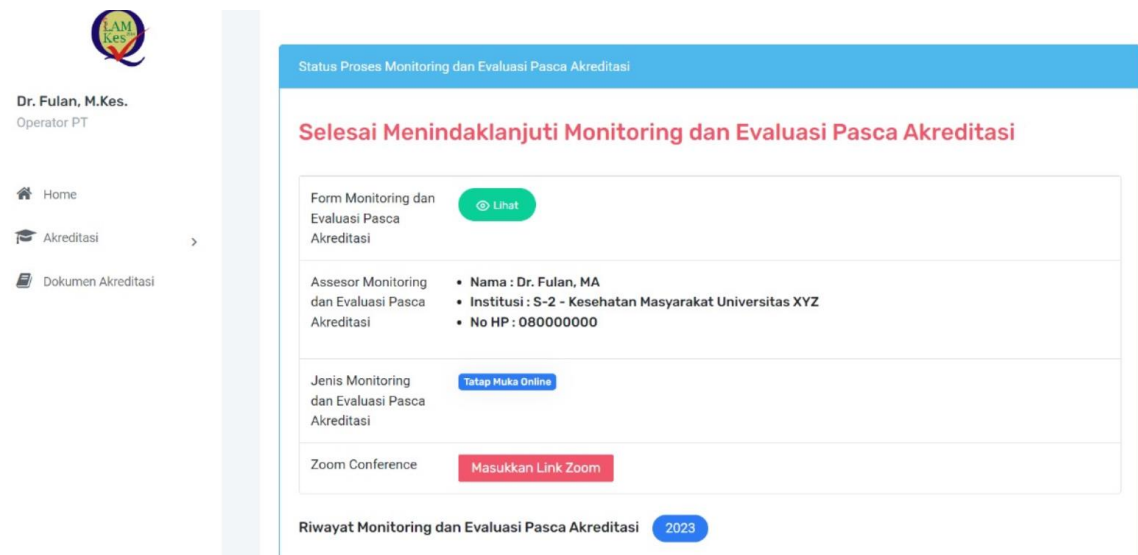 LAM
Kes
Dr. Fulan, M.Kes.
Operator PT
Home
Akreditasi
Dokumen Akreditasi
Status Proses Monitoring dan Evaluasi Pasca Akreditasi
Selesai Menindaklanjuti Monitoring dan Evaluasi Pasca Akreditasi
Form Monitoring dan
Evaluasi Pasca
Akreditasi
Lihat
Assesor Monitoring
dan Evaluasi Pasca
Akreditasi
• Nama : Dr. Fulan, MA
• Institusi : S-2 - Kesehatan Masyarakat Universitas XYZ
• No HP : 080000000
Jenis Monitoring
dan Evaluasi Pasca
Akreditasi
Tatap Muka Online
Zoom Conference
Masukkan Link Zoom
Riwayat Monitoring dan Evaluasi Pasca Akreditasi 2023